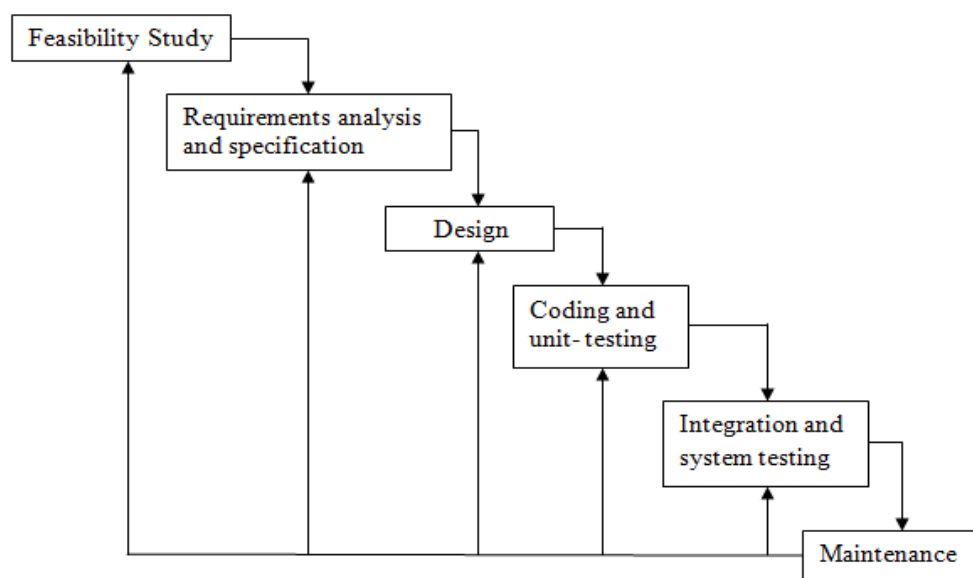 Feasibility Study
Requirements analysis
and specification
Design
Coding and
unit- testing
Integration and
system testing
Maintenance